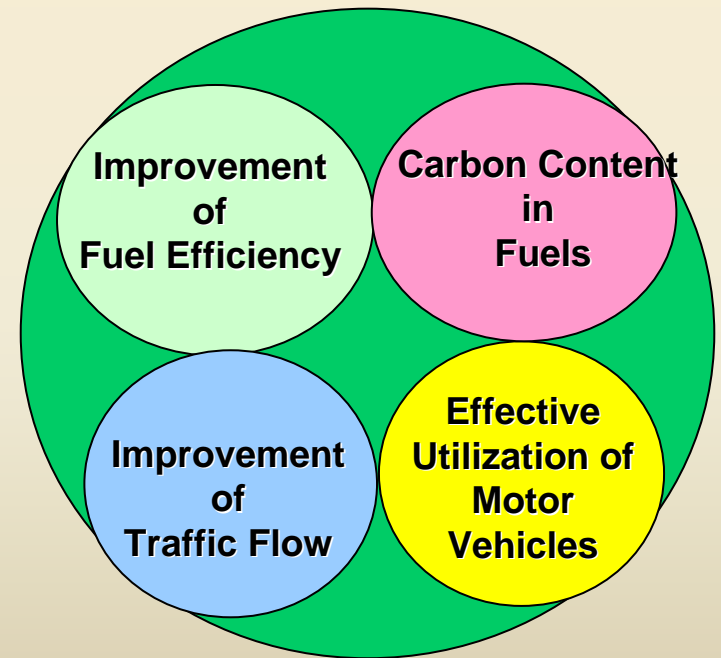 Improvement
of
Fuel Efficiency
Carbon Content
in
Fuels
Improvement
of
Traffic Flow
Effective
Utilization of
Motor
Vehicles